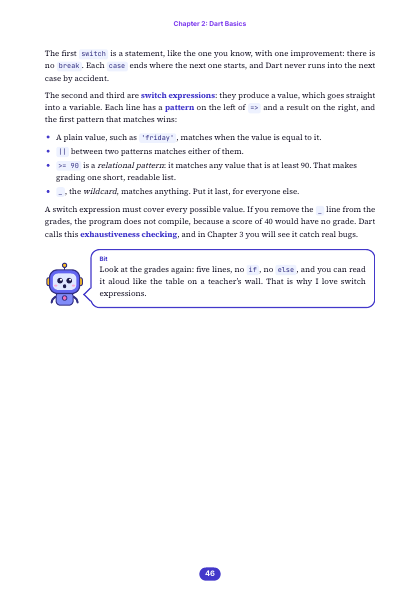 Chapter 2: Dart Basics
The first switch is a statement, like the one you know, with one improvement: there is
no break. Each case ends where the next one starts, and Dart never runs into the next
case by accident.
The second and third are switch expressions: they produce a value, which goes straight
into a variable. Each line has a pattern on the left of => and a result on the right, and
the first pattern that matches wins:
• A plain value, such as 'friday', matches when the value is equal to it.
• || between two patterns matches either of them.
• >= 90 is a relational pattern: it matches any value that is at least 90. That makes
grading one short, readable list.
• _, the wildcard, matches anything. Put it last, for everyone else.
A switch expression must cover every possible value. If you remove the _ line from the
grades, the program does not compile, because a score of 40 would have no grade. Dart
calls this exhaustiveness checking, and in Chapter 3 you will see it catch real bugs.
Bit
Look at the grades again: five lines, no if, no else, and you can read
it aloud like the table on a teacher's wall. That is why I love switch
expressions.
46